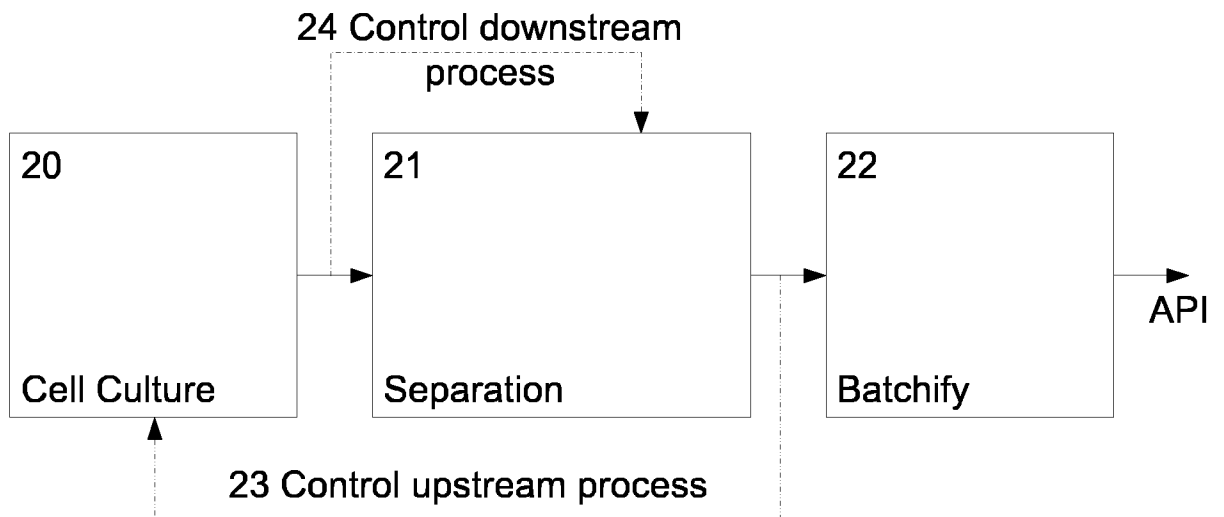 24 Control downstream
process
20
21
22
API
Cell Culture
Separation
Batchify
23 Control upstream process